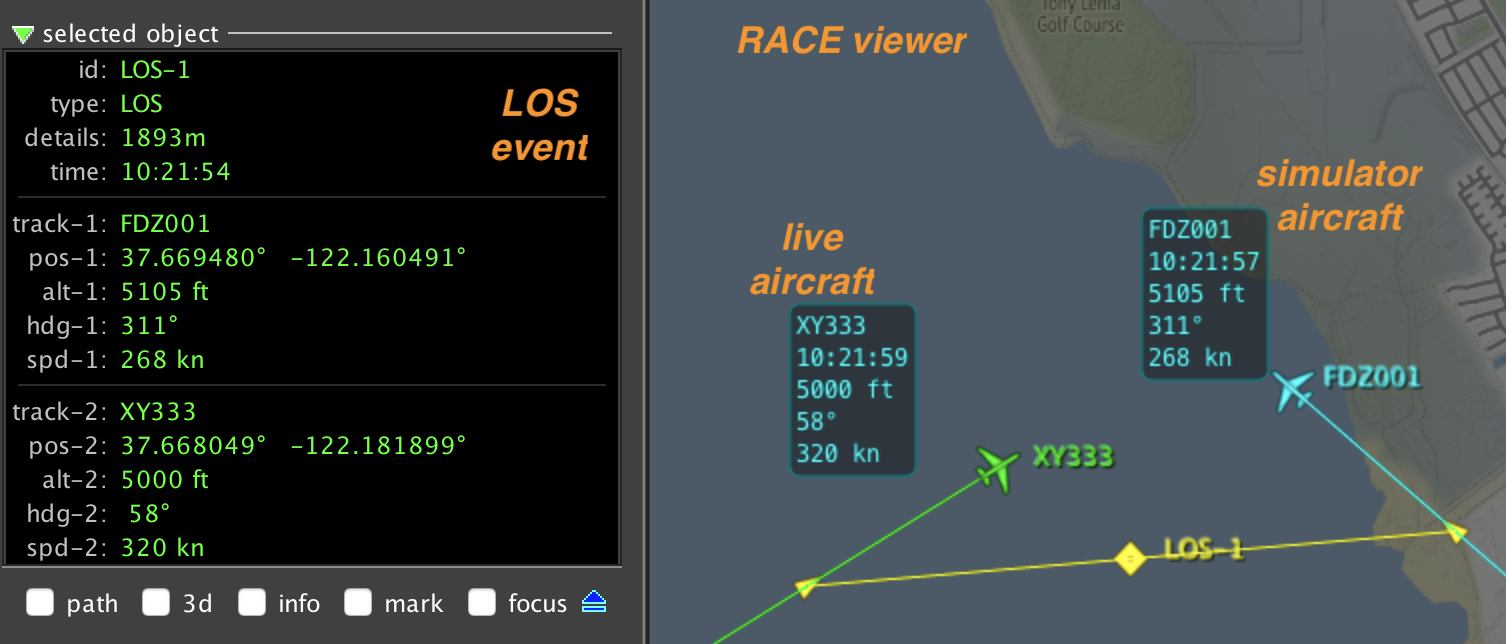 selected object
id: LOS-1
type: LOS
details: 1893m
time: 10:21:54
LOS
event
track-1: FDZ001
pos-1: 37.669480° -122.160491°
alt-1: 5105 ft
hdg-1: 311°
spd-1: 268 kn
track-2: XY333
pos-2: 37.668049° -122.181899°
alt-2: 5000 ft
hdg-2: 58°
spd-2: 320 kn
path 3d info mark focus
RACE viewer
Tony Lema
Golf Course
simulator
aircraft
live
aircraft
FDZ001
10:21:57
5105 ft
311°
268 kn
XY333
10:21:59
5000 ft
58°
320 kn
FDZ001
XY333
LOS-1